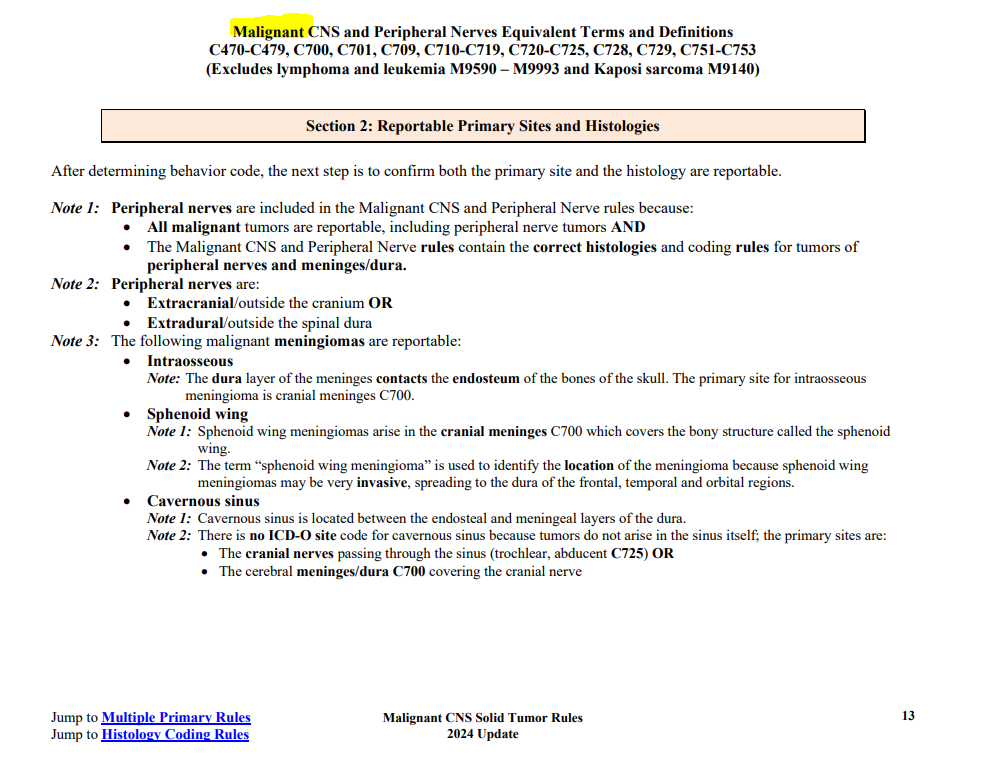 Malignant CNS and Peripheral Nerves Equivalent Terms and Definitions
C470-C479, C700, C701, C709, C710-C719, C720-C725, C728, C729, C751-C753
(Excludes lymphoma and leukemia M9590 – M9993 and Kaposi sarcoma M9140)
Section 2: Reportable Primary Sites and Histologies
After determining behavior code, the next step is to confirm both the primary site and the histology are reportable.
Note 1: Peripheral nerves are included in the Malignant CNS and Peripheral Nerve rules because:
• All malignant tumors are reportable, including peripheral nerve tumors AND
• The Malignant CNS and Peripheral Nerve rules contain the correct histologies and coding rules for tumors of
peripheral nerves and meninges/dura.
Note 2: Peripheral nerves are:
• Extracranial/outside the cranium OR
• Extradural/outside the spinal dura
Note 3: The following malignant meningiomas are reportable:
• Intraosseous
Note: The dura layer of the meninges contacts the endosteum of the bones of the skull. The primary site for intraosseous
meningioma is cranial meninges C700.
• Sphenoid wing
Note 1: Sphenoid wing meningiomas arise in the cranial meninges C700 which covers the bony structure called the sphenoid
wing.
Note 2: The term “sphenoid wing meningioma” is used to identify the location of the meningioma because sphenoid wing
meningiomas may be very invasive, spreading to the dura of the frontal, temporal and orbital regions.
• Cavernous sinus
Note 1: Cavernous sinus is located between the endosteal and meningeal layers of the dura.
Note 2: There is no ICD-O site code for cavernous sinus because tumors do not arise in the sinus itself; the primary sites are:
• The cranial nerves passing through the sinus (trochlear, abducent C725) OR
• The cerebral meninges/dura C700 covering the cranial nerve
Jump to Multiple Primary Rules
Jump to Histology Coding Rules
Malignant CNS Solid Tumor Rules
2024 Update
13